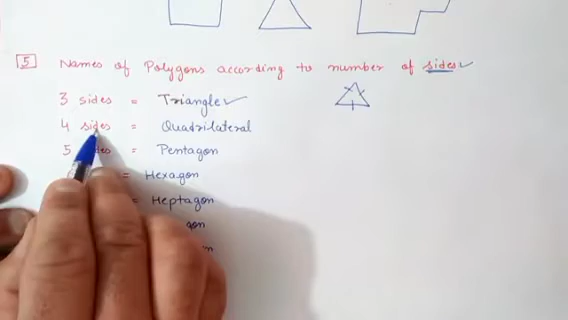 5 Names of Polygons according to number of sides
3 sides = Triangle
4 sides = Quadrilateral
5 = Pentagon
= Hexagon
= Heptagon
gon